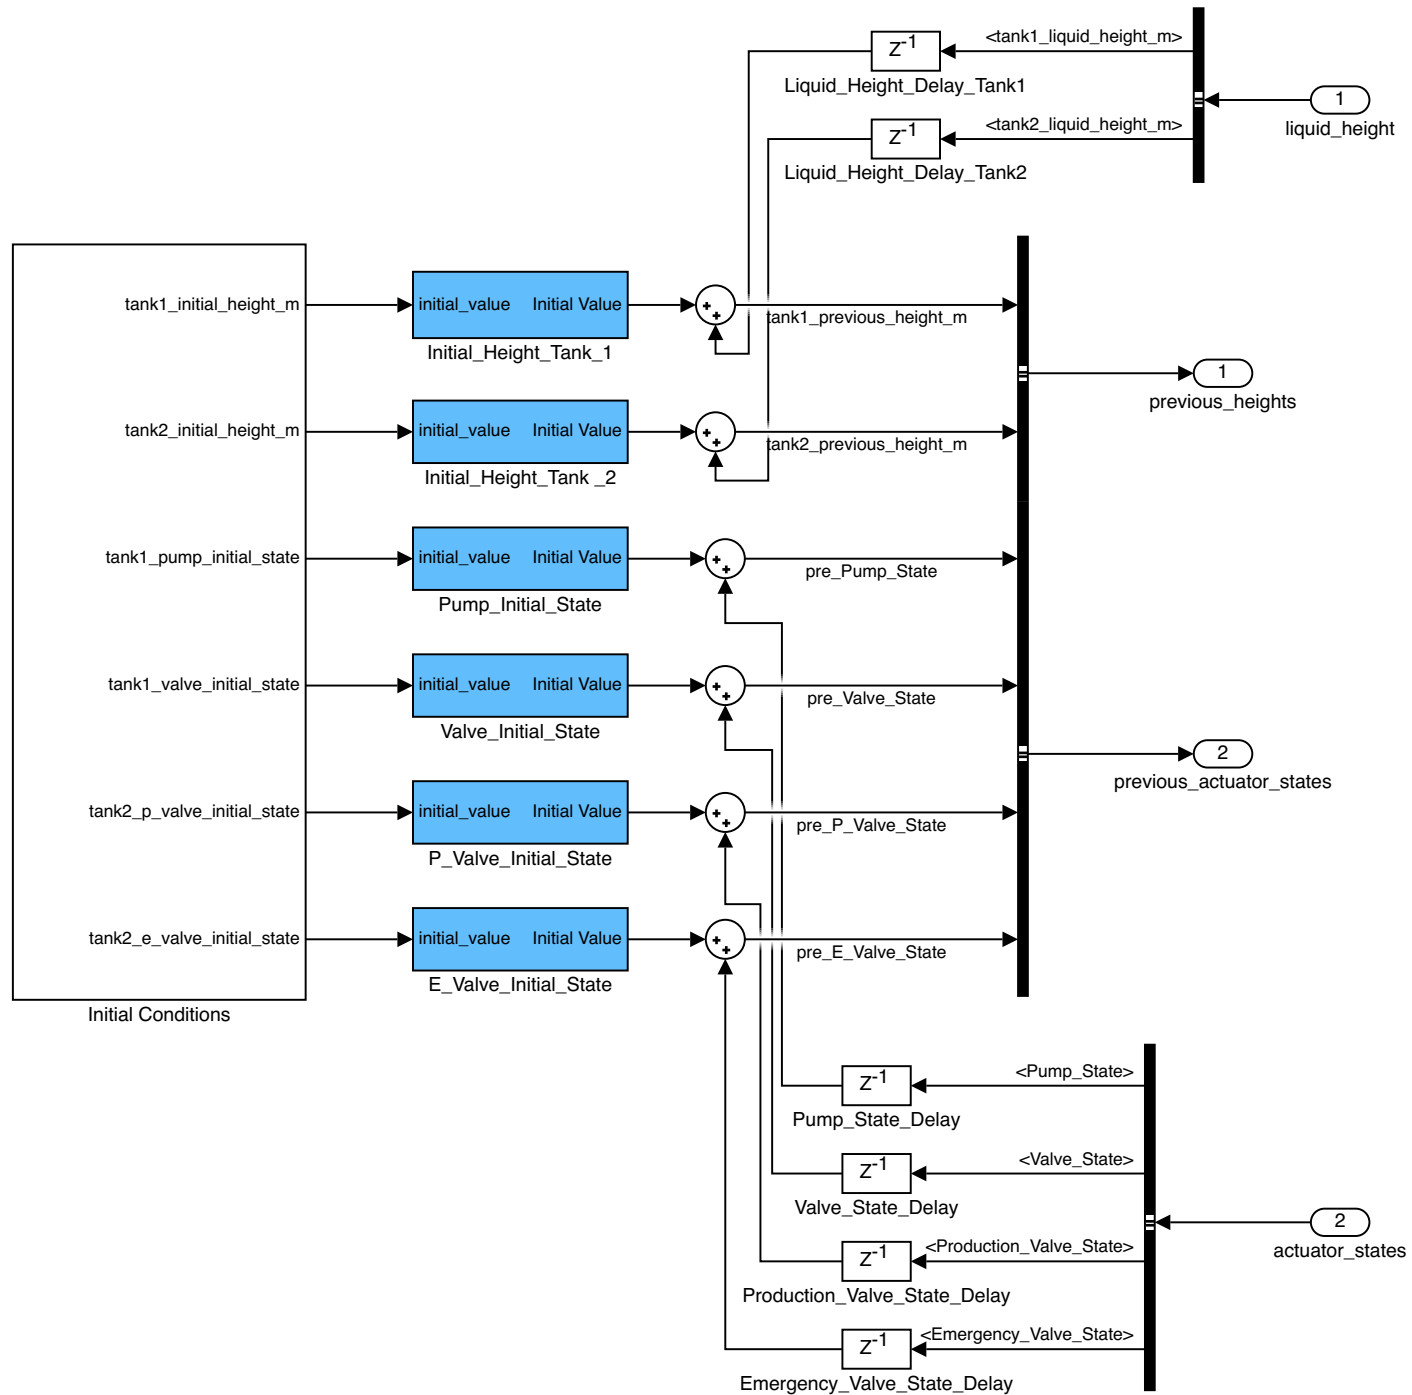 <tank1_liquid_height_m>
Z-1
Liquid_Height_Delay_Tank1
1
liquid_height
<tank2_liquid_height_m>
Z-1
Liquid_Height_Delay_Tank2
tank1_initial_height_m
initial_value Initial Value
Initial_Height_Tank_1
tank1_previous_height_m
1
previous_heights
tank2_initial_height_m
initial_value Initial Value
Initial_Height_Tank _2
tank2_previous_height_m
tank1_pump_initial_state
initial_value Initial Value
Pump_Initial_State
pre_Pump_State
tank1_valve_initial_state
initial_value Initial Value
Valve_Initial_State
pre_Valve_State
2
previous_actuator_states
tank2_p_valve_initial_state
initial_value Initial Value
P_Valve_Initial_State
pre_P_Valve_State
tank2_e_valve_initial_state
initial_value Initial Value
E_Valve_Initial_State
pre_E_Valve_State
Initial Conditions
<Pump_State>
Z-1
Pump_State_Delay
<Valve_State>
Z-1
Valve_State_Delay
2
actuator_states
<Production_Valve_State>
Z-1
Production_Valve_State_Delay
<Emergency_Valve_State>
Z-1
Emergency_Valve_State_Delay